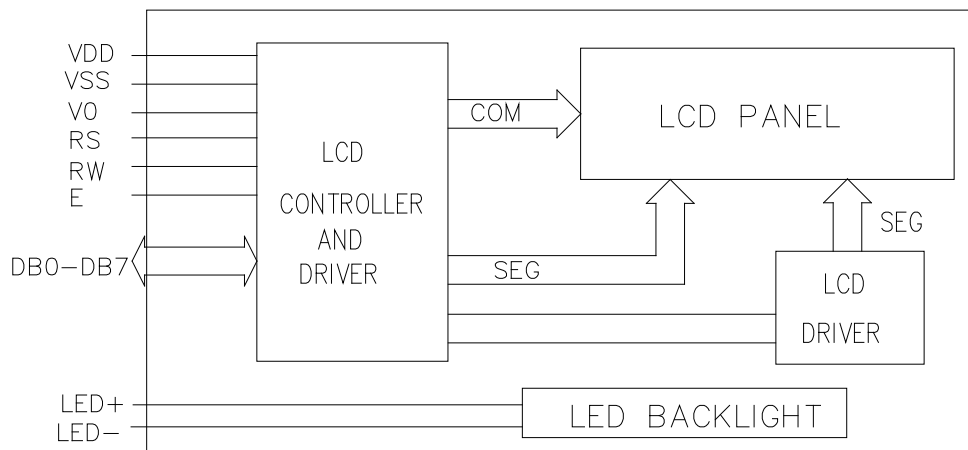 VDD
VSS
V0
RS
RW
E
DB0-DB7
LED+
LED-
LCD
CONTROLLER
AND
DRIVER
COM
SEG
LCD PANEL
SEG
LCD
DRIVER
LED BACKLIGHT